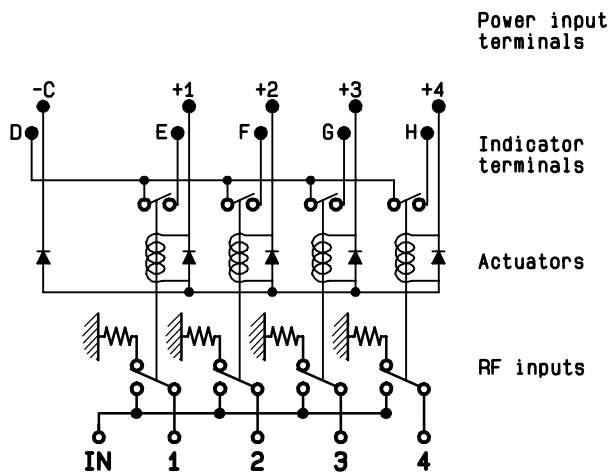 Power input
terminals
-C +1 +2 +3 +4
D E F G H
Indicator
terminals
Actuators
RF inputs
IN 1 2 3 4